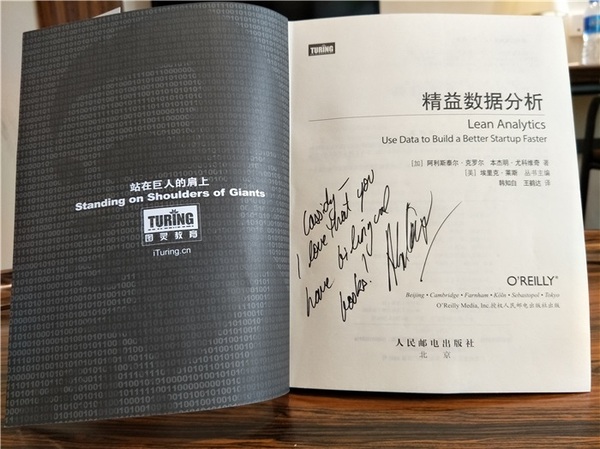 站在巨人的肩上
Standing on Shoulders of Giants
TURING
图灵教育
iTuring.cn
TURING
精益数据分析
Lean Analytics
Use Data to Build a Better Startup Faster
[加] 阿利斯泰尔·克罗尔 本杰明·尤科维奇 著
[美] 埃里克·莱斯 丛书主编
韩知白 王鹤达 译
Cassidy —
I love that you
have bilingual
books!
O'REILLY®
Beijing · Cambridge · Farnham · Köln · Sebastopol · Tokyo
O'Reilly Media, Inc.授权人民邮电出版社出版
人民邮电出版社
北京